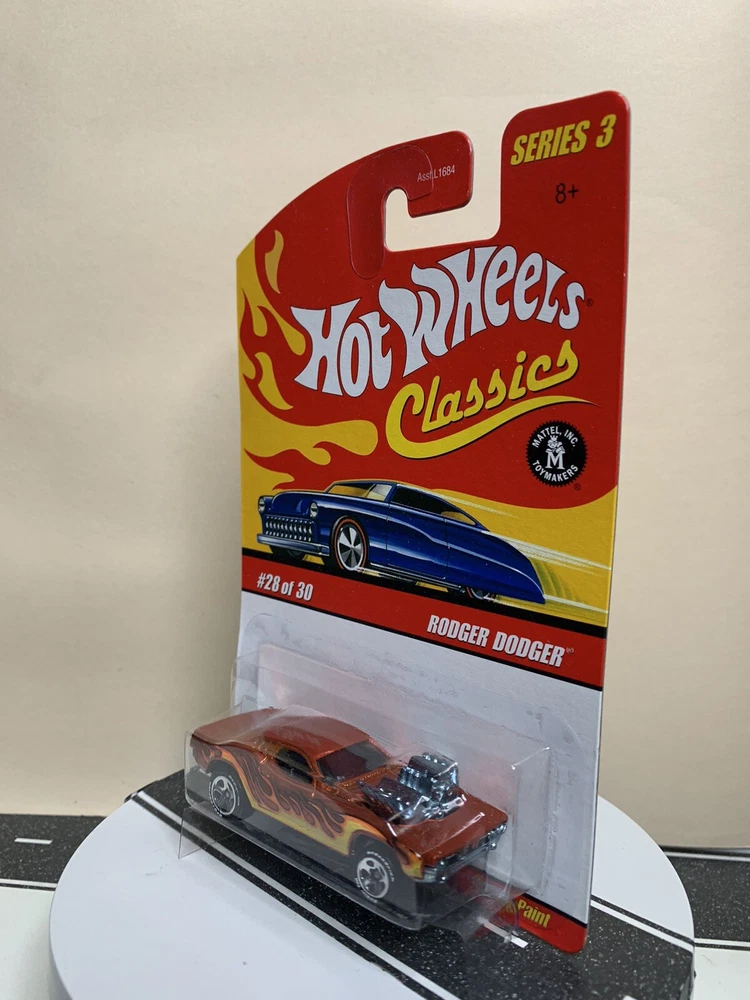 SERIES 3
Asst.L1684
8+
HOT WHEELS®
Classics
MATTEL, INC.
M
TOYMAKERS
®
#28 of 30
RODGER DODGER
Paint